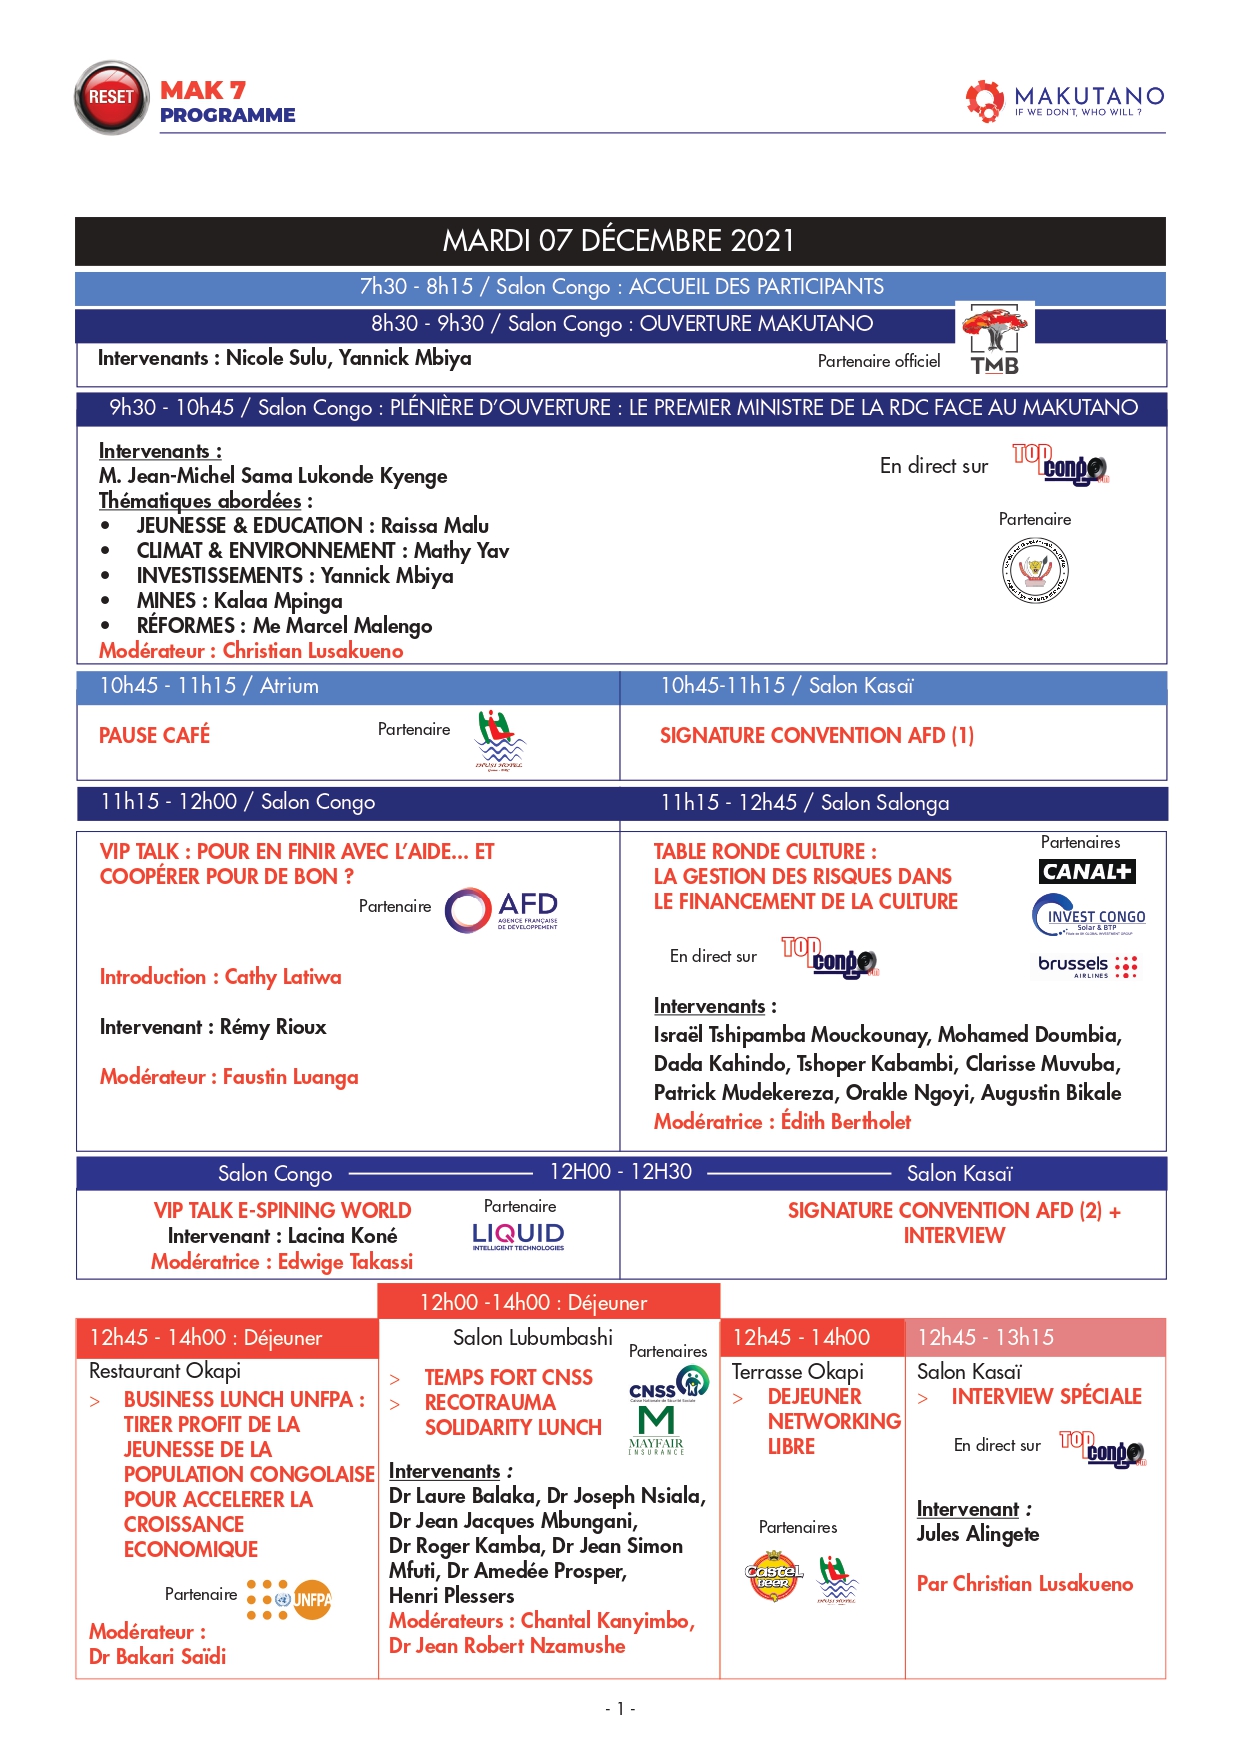 RESET
MAK 7
PROGRAMME
MAKUTANO
IF WE DON'T, WHO WILL ?
MARDI 07 DÉCEMBRE 2021
7h30 - 8h15 / Salon Congo : ACCUEIL DES PARTICIPANTS
8h30 - 9h30 / Salon Congo : OUVERTURE MAKUTANO
Intervenants : Nicole Sulu, Yannick Mbiya
Partenaire officiel
TMB
9h30 - 10h45 / Salon Congo : PLÉNIÈRE D'OUVERTURE : LE PREMIER MINISTRE DE LA RDC FACE AU MAKUTANO
Intervenants :
M. Jean-Michel Sama Lukonde Kyenge
Thématiques abordées :
• JEUNESSE & EDUCATION : Raissa Malu
• CLIMAT & ENVIRONNEMENT : Mathy Yav
• INVESTISSEMENTS : Yannick Mbiya
• MINES : Kalaa Mpinga
• RÉFORMES : Me Marcel Malengo
Modérateur : Christian Lusakueno
En direct sur
TOP
congo
Partenaire
10h45 - 11h15 / Atrium
PAUSE CAFÉ
Partenaire
10h45-11h15 / Salon Kasaï
SIGNATURE CONVENTION AFD (1)
11h15 - 12h00 / Salon Congo
VIP TALK : POUR EN FINIR AVEC L'AIDE... ET
COOPÉRER POUR DE BON ?
Partenaire
AFD
AGENCE FRANÇAISE
DE DÉVELOPPEMENT
Introduction : Cathy Latiwa
Intervenant : Rémy Rioux
Modérateur : Faustin Luanga
11h15 - 12h45 / Salon Salonga
TABLE RONDE CULTURE :
LA GESTION DES RISQUES DANS
LE FINANCEMENT DE LA CULTURE
Partenaires
CANAL+
INVEST CONGO
Solar & BTP
brussels
AIRLINES
En direct sur
TOP
congo
Intervenants :
Israël Tshipamba Mouckounay, Mohamed Doumbia,
Dada Kahindo, Tshoper Kabambi, Clarisse Muvuba,
Patrick Mudekereza, Orakle Ngoyi, Augustin Bikale
Modératrice : Édith Bertholet
Salon Congo 12H00 - 12H30 Salon Kasaï
VIP TALK E-SPINING WORLD
Intervenant : Lacina Koné
Modératrice : Edwige Takassi
Partenaire
LIQUID
INTELLIGENT TECHNOLOGIES
SIGNATURE CONVENTION AFD (2) +
INTERVIEW
12h45 - 14h00 : Déjeuner
Restaurant Okapi
> BUSINESS LUNCH UNFPA :
TIRER PROFIT DE LA
JEUNESSE DE LA
POPULATION CONGOLAISE
POUR ACCELERER LA
CROISSANCE
ECONOMIQUE
Partenaire
UNFPA
Modérateur :
Dr Bakari Saïdi
12h00 -14h00 : Déjeuner
Salon Lubumbashi
Partenaires
> TEMPS FORT CNSS
> RECOTRAUMA
SOLIDARITY LUNCH
CNSS
Caisse Nationale de Sécurité Sociale
M
MAYFAIR
INSURANCE
Intervenants :
Dr Laure Balaka, Dr Joseph Nsiala,
Dr Jean Jacques Mbungani,
Dr Roger Kamba, Dr Jean Simon
Mfuti, Dr Amedée Prosper,
Henri Plessers
Modérateurs : Chantal Kanyimbo,
Dr Jean Robert Nzamushe
12h45 - 14h00
Terrasse Okapi
> DEJEUNER
NETWORKING
LIBRE
Partenaires
Castel
BEER
12h45 - 13h15
Salon Kasaï
> INTERVIEW SPÉCIALE
En direct sur
TOP
congo
Intervenant :
Jules Alingete
Par Christian Lusakueno
- 1 -